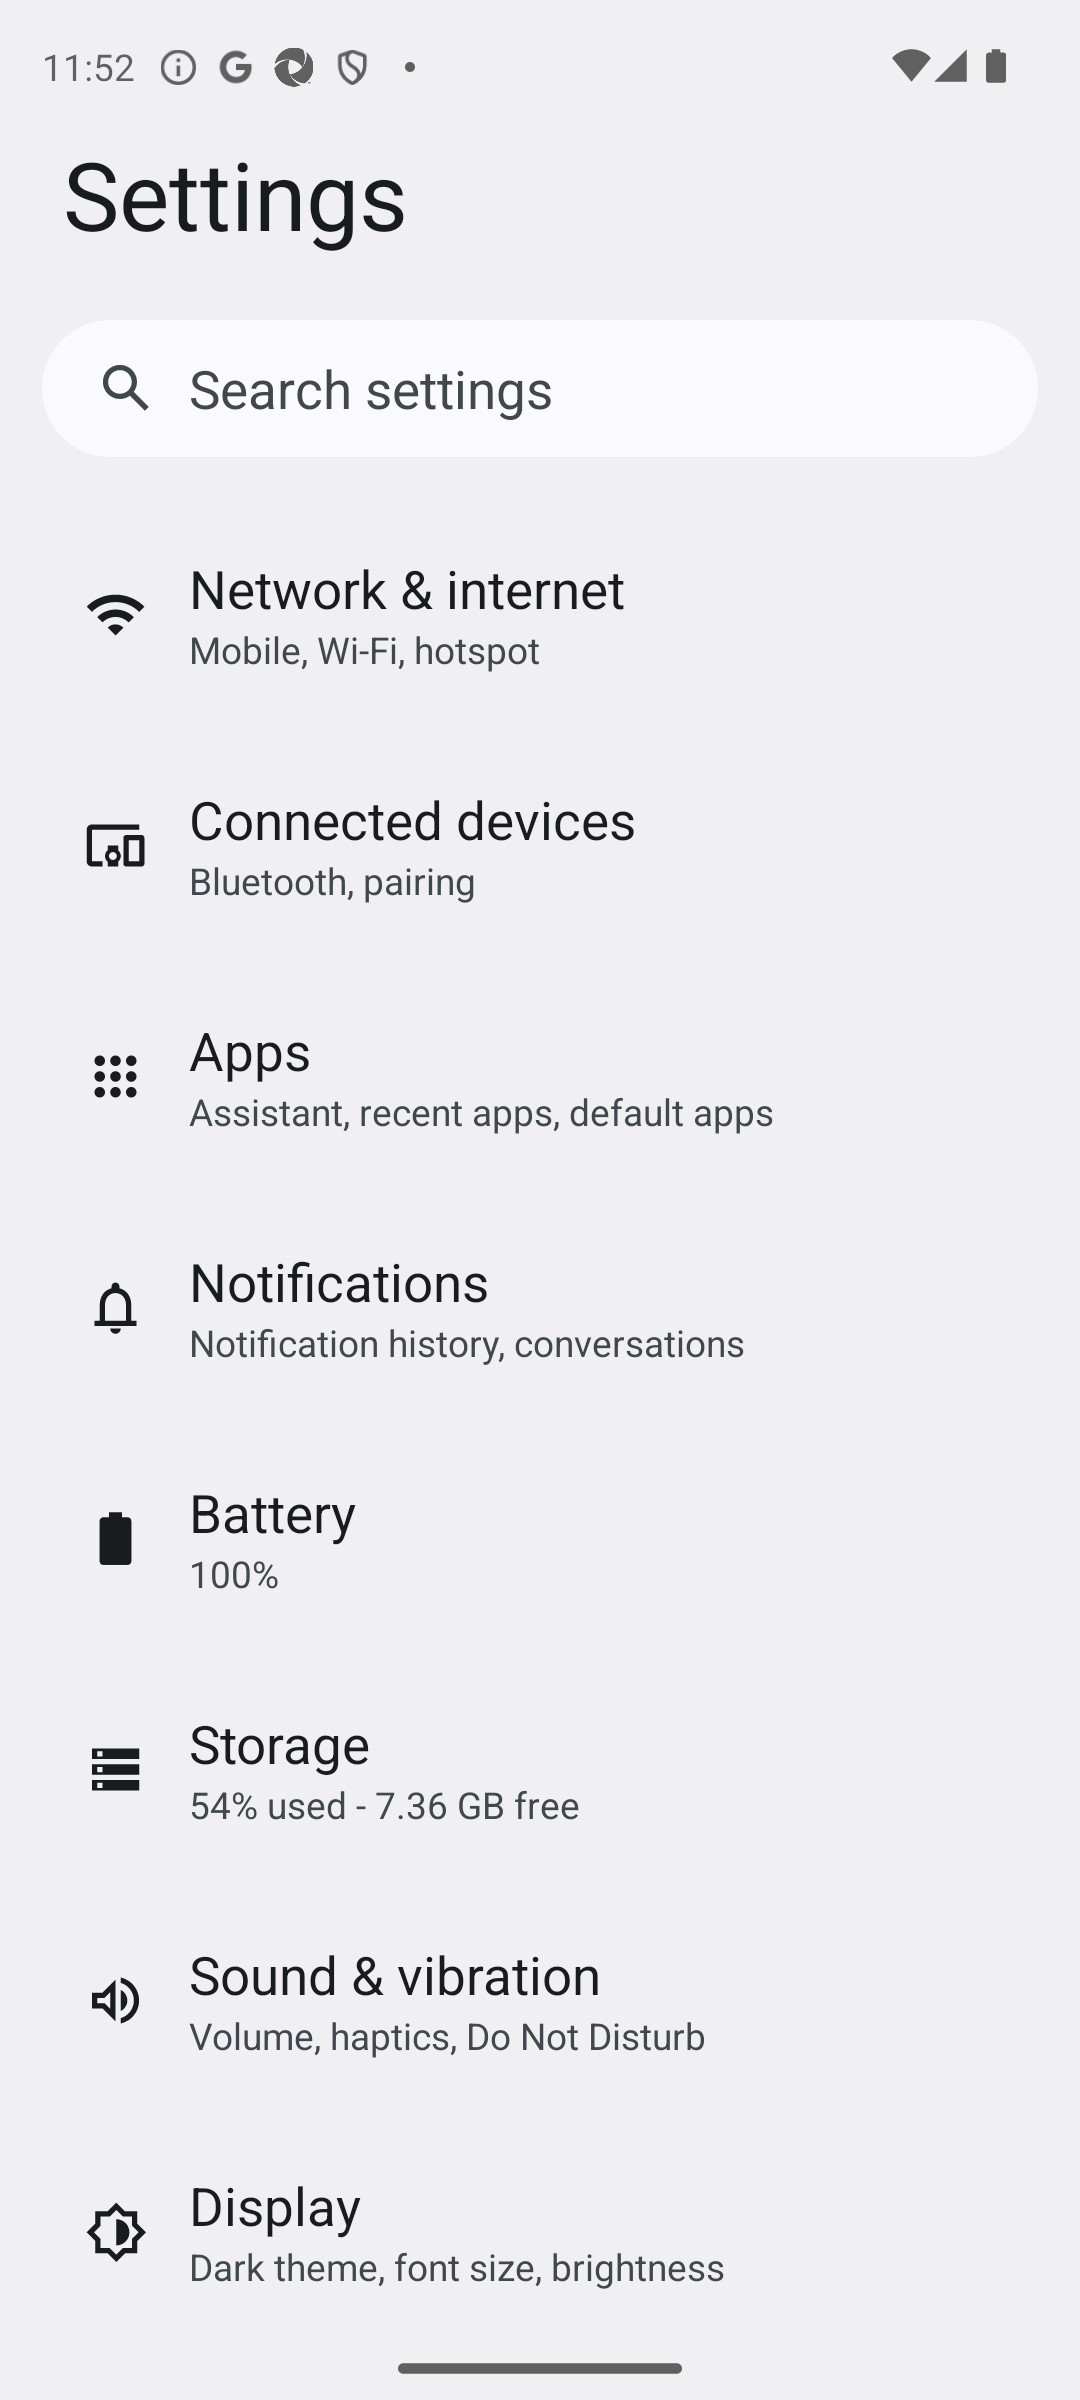 11:52
Settings
Search settings
Network & internet
Mobile, Wi-Fi, hotspot
Connected devices
Bluetooth, pairing
Apps
Assistant, recent apps, default apps
Notifications
Notification history, conversations
Battery
100%
Storage
54% used - 7.36 GB free
Sound & vibration
Volume, haptics, Do Not Disturb
Display
Dark theme, font size, brightness